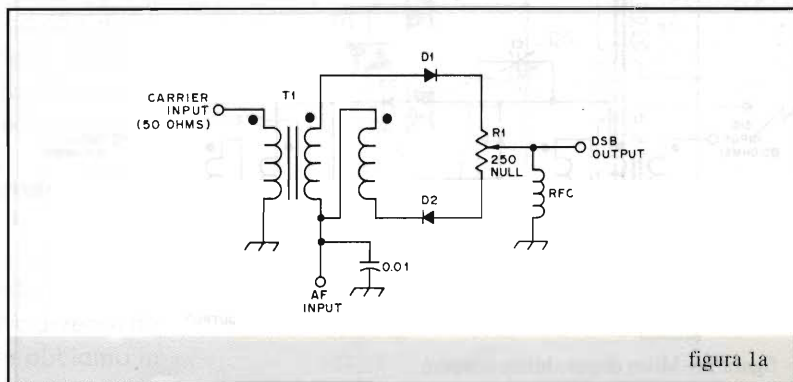 D1
T1
CARRIER
INPUT
(50 OHMS)
R1
250
NULL
DSB
OUTPUT
RFC
D2
0.01
AF
INPUT
figura 1a